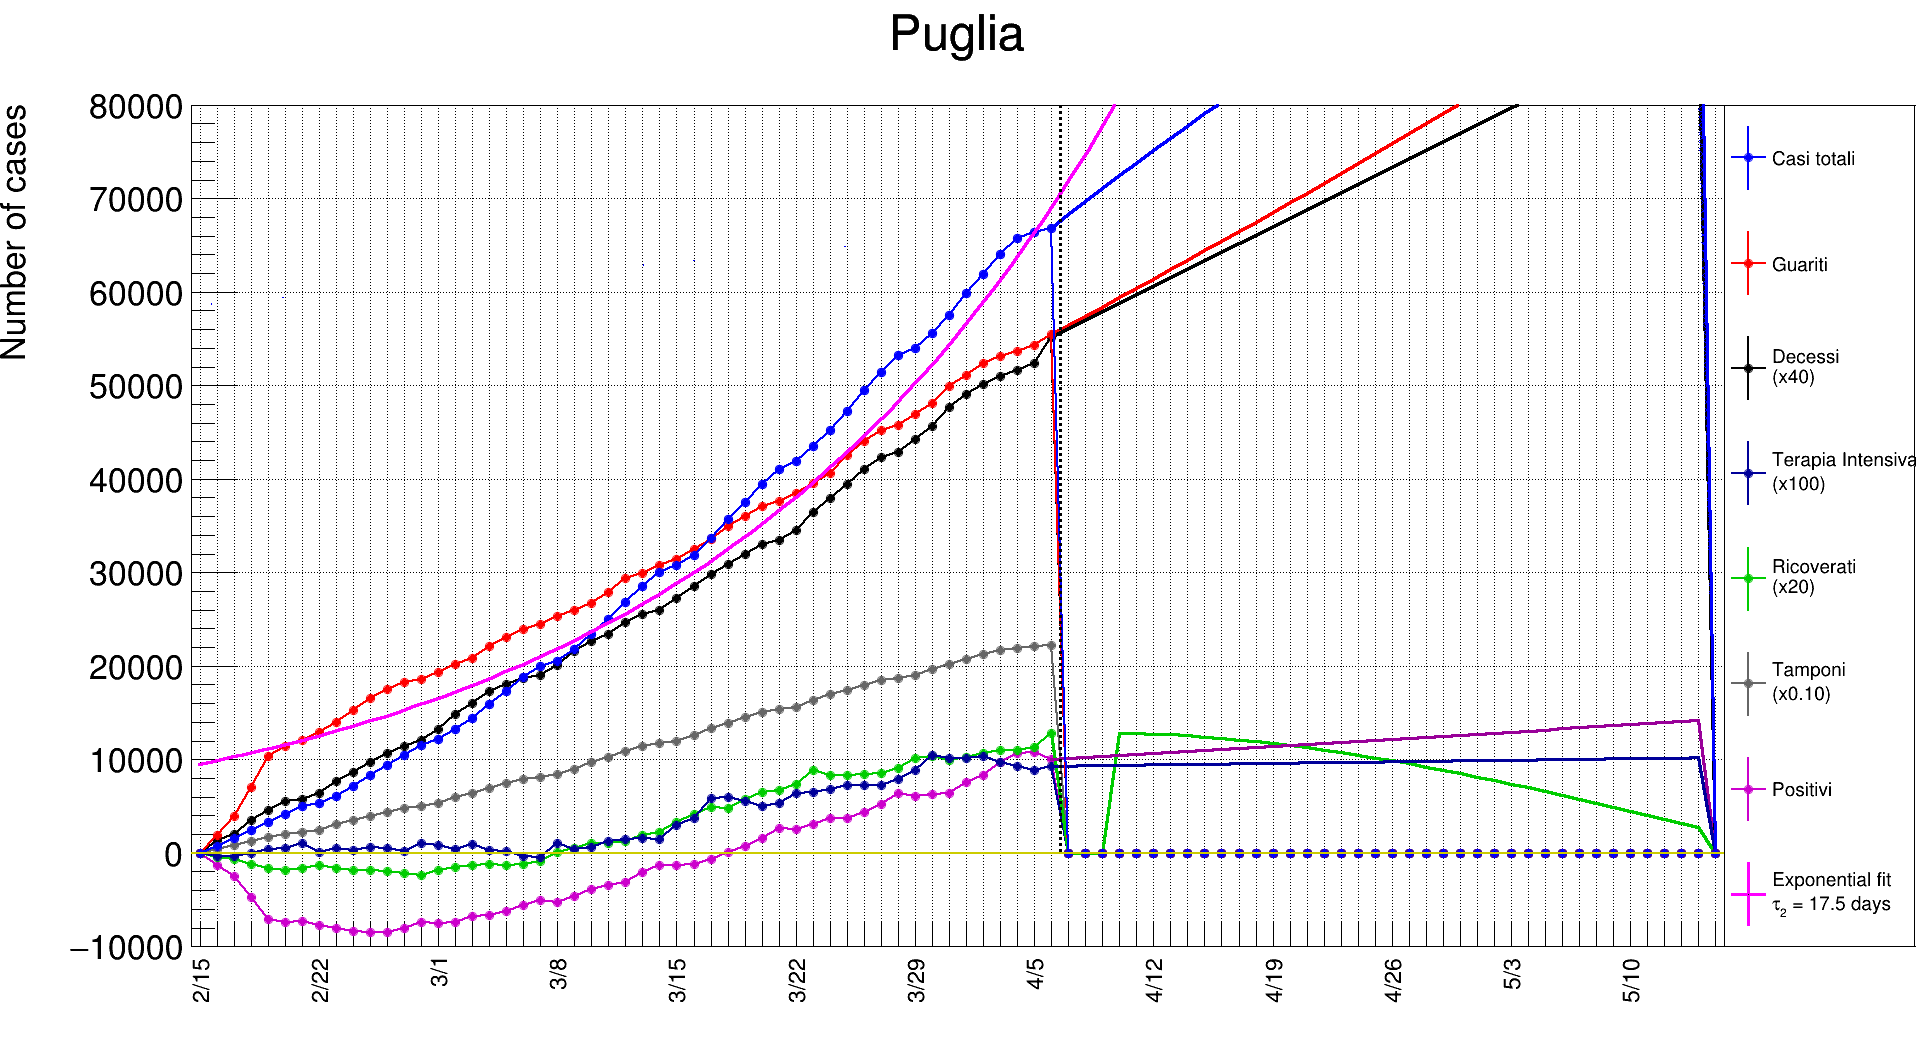 Puglia
Number of cases
80000
70000
60000
50000
40000
30000
20000
10000
0
−10000
2/15
2/22
3/1
3/8
3/15
3/22
3/29
4/5
4/12
4/19
4/26
5/3
5/10
Casi totali
Guariti
Decessi
(x40)
Terapia Intensiva
(x100)
Ricoverati
(x20)
Tamponi
(x0.10)
Positivi
Exponential fit
τ2 = 17.5 days